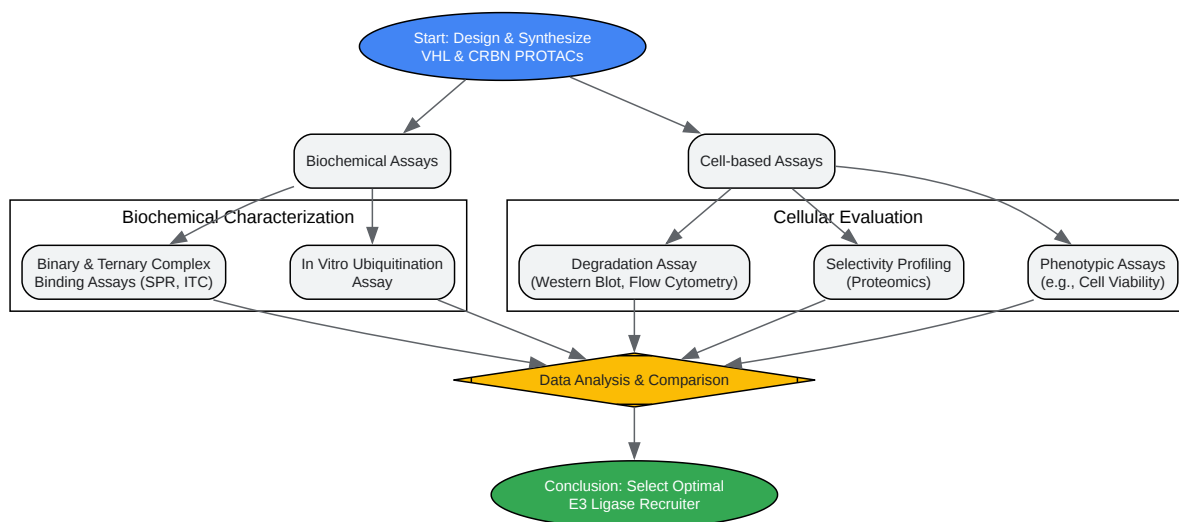 Start: Design & Synthesize
VHL & CRBN PROTACs
Biochemical Assays
Cell-based Assays
Biochemical Characterization
Cellular Evaluation
Binary & Ternary Complex
Binding Assays (SPR, ITC)
In Vitro Ubiquitination
Assay
Degradation Assay
(Western Blot, Flow Cytometry)
Selectivity Profiling
(Proteomics)
Phenotypic Assays
(e.g., Cell Viability)
Data Analysis & Comparison
Conclusion: Select Optimal
E3 Ligase Recruiter